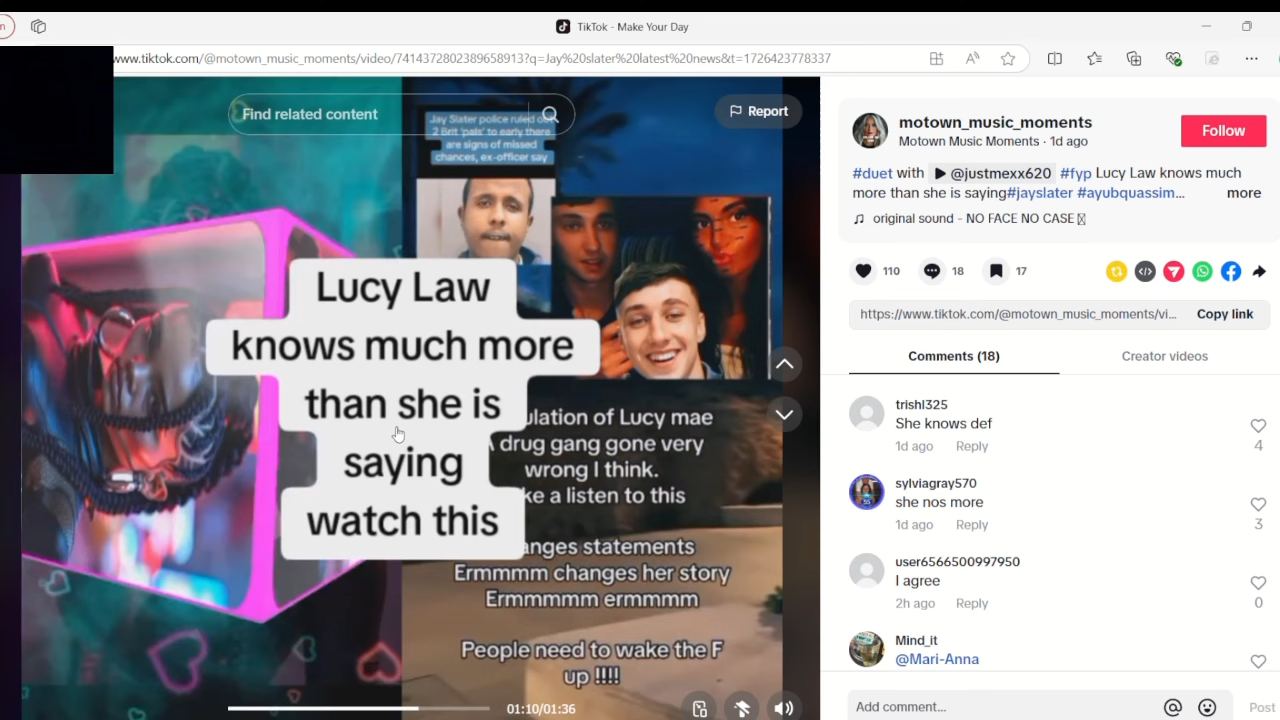 TikTok - Make Your Day
www.tiktok.com/@motown_music_moments/video/7414372802389658913?q=Jay%20slater%20latest%20news&t=1726423778337
Find related content
Report
Jay Slater police ruled out
2 Brit 'pals' to early there
are signs of missed
chances, ex-officer say
Lucy Law
knows much more
than she is
saying
watch this
of Lucy mae
drug gang gone very
wrong I think.
a listen to this
statements
Ermmmm changes her story
Ermmmmm ermmmm
People need to wake the F
up !!!!
01:10/01:36
motown_music_moments
Motown Music Moments · 1d ago
Follow
#duet with @justmexx620 #fyp Lucy Law knows much
more than she is saying#jayslater #ayubquassim... more
original sound - NO FACE NO CASE
110 18 17
https://www.tiktok.com/@motown_music_moments/vi... Copy link
Comments (18) Creator videos
trishl325
She knows def
1d ago Reply 4
sylviagray570
she nos more
1d ago Reply 3
user6566500997950
I agree
2h ago Reply 0
Mind_it
@Mari-Anna
Add comment... Post